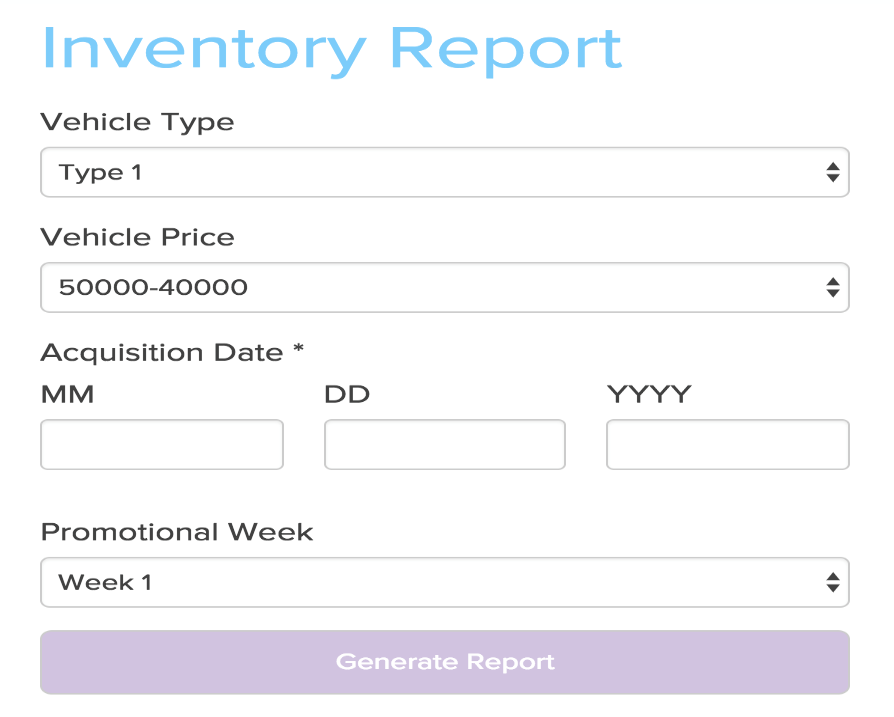 Inventory Report
Vehicle Type
Type 1
Vehicle Price
50000-40000
Acquisition Date *
MM DD YYYY
Promotional Week
Week 1
Generate Report